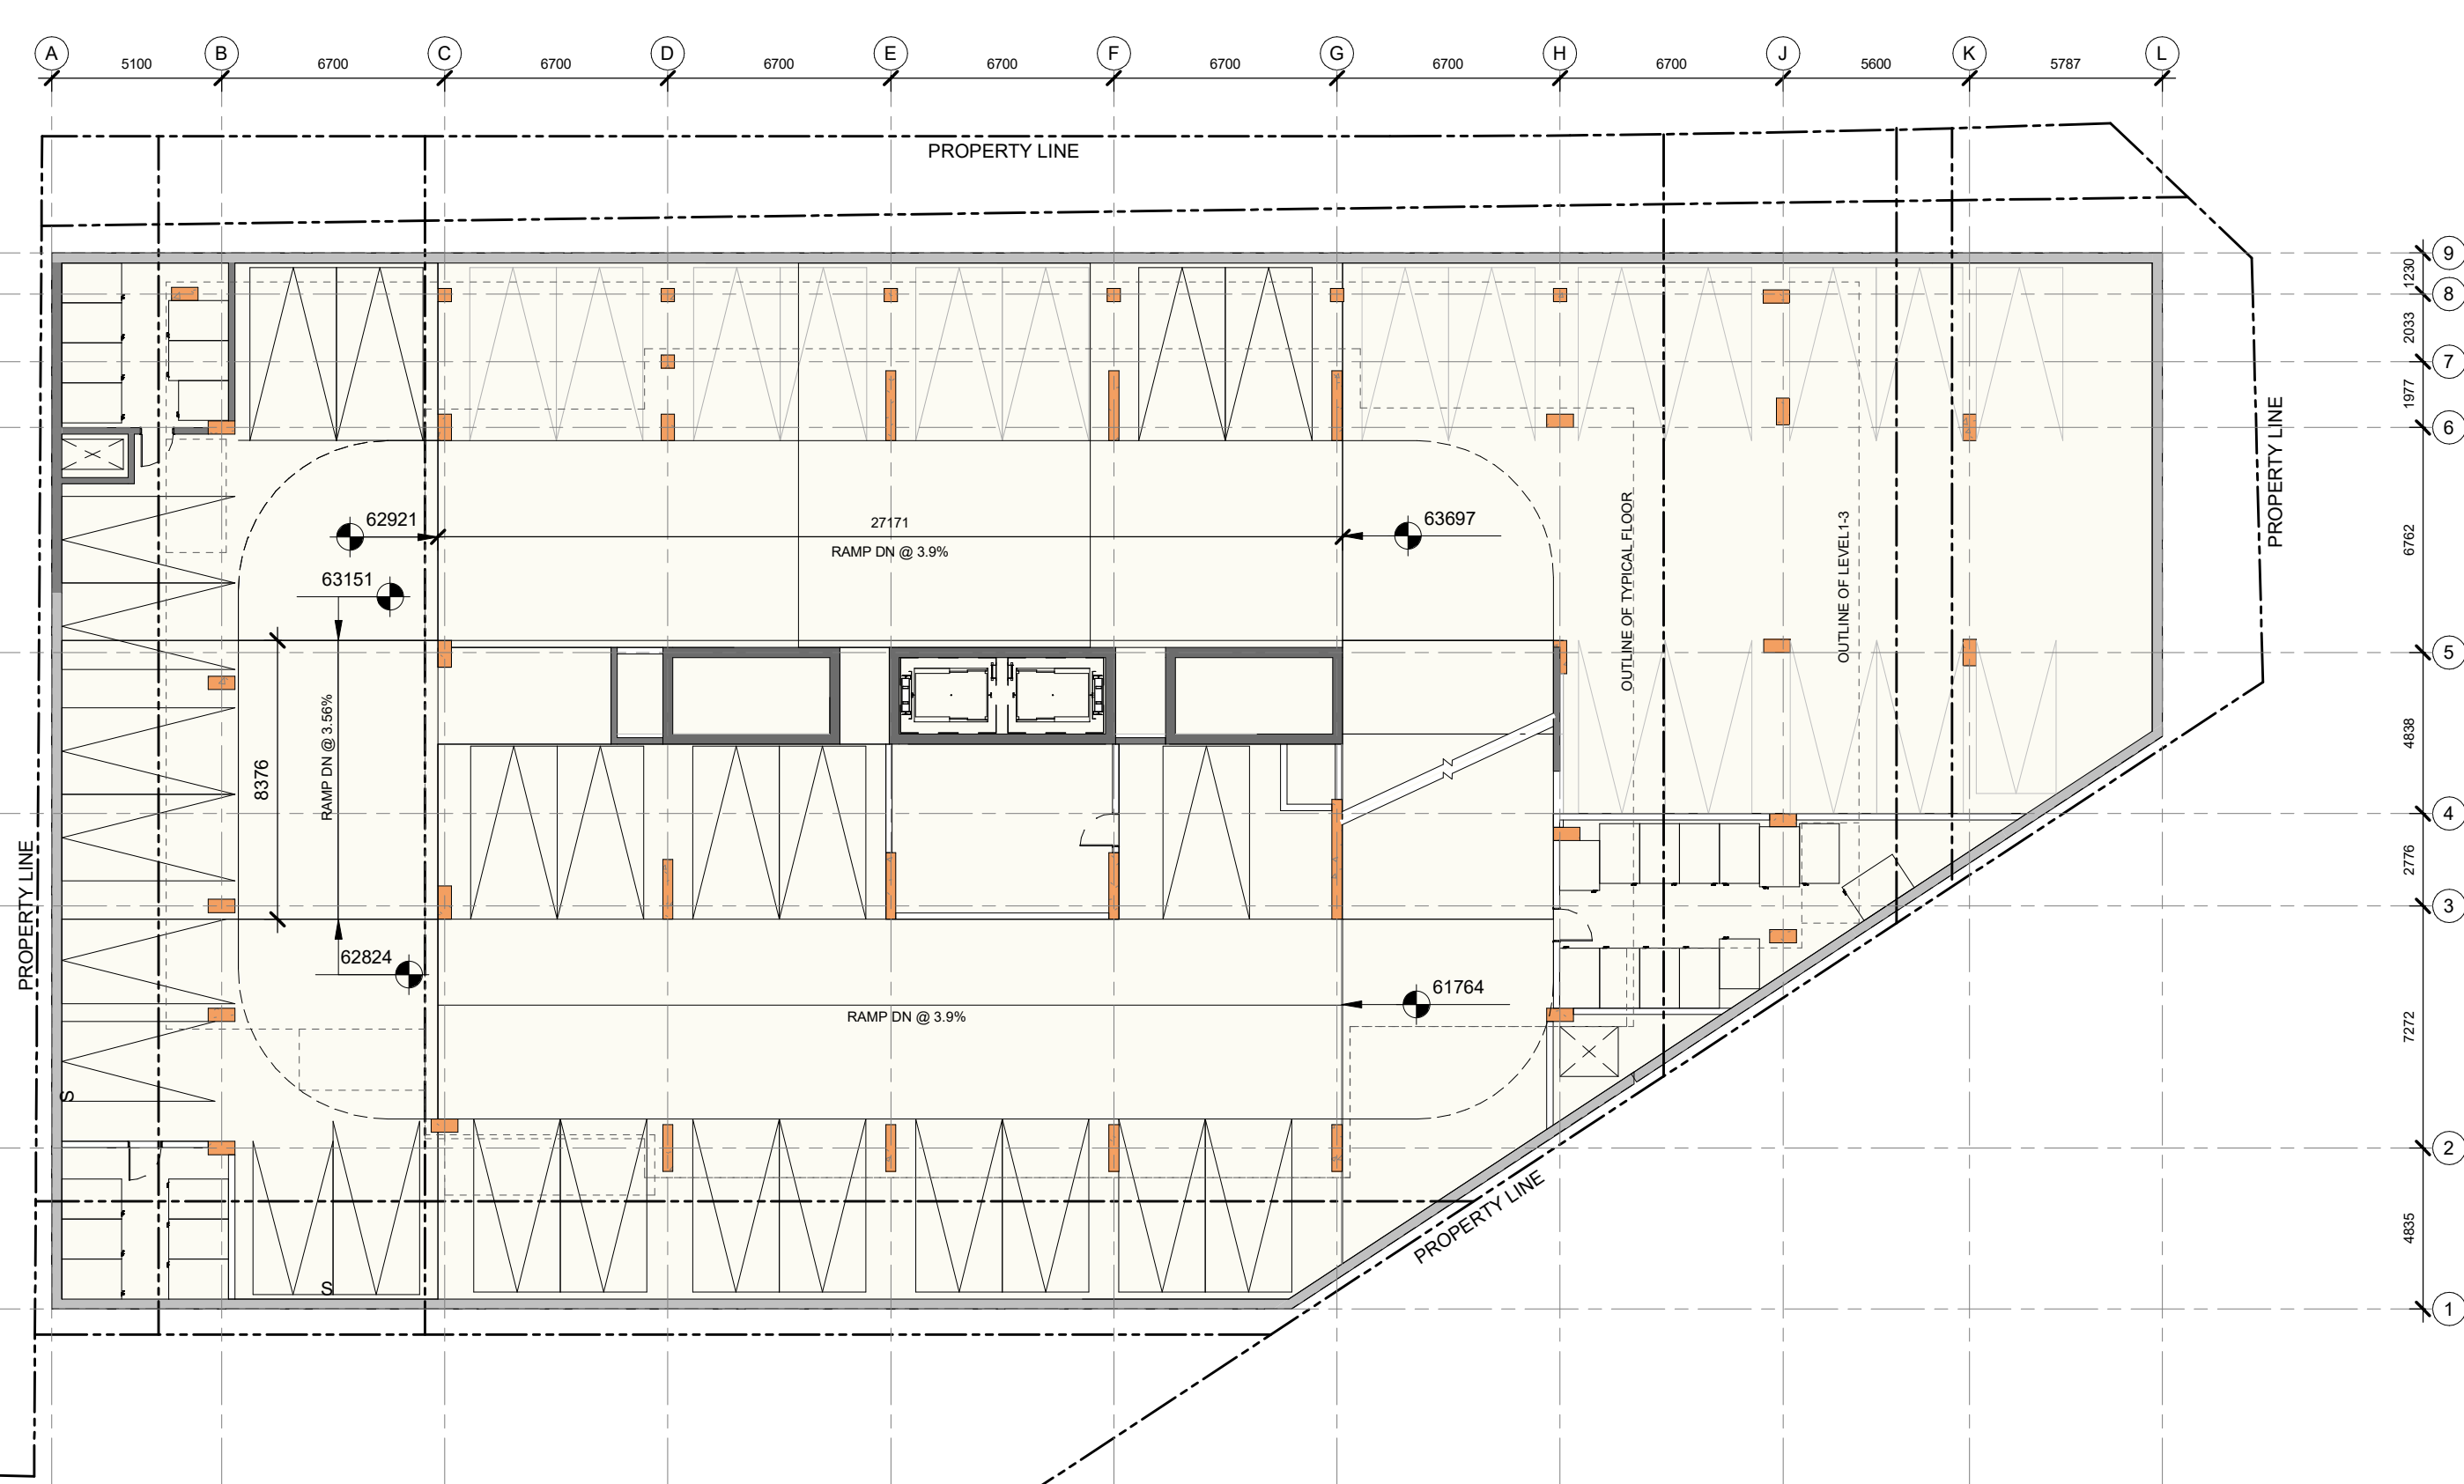 A B C D E F G H J K L
5100 6700 6700 6700 6700 6700 6700 6700 5600 5787
PROPERTY LINE
9
1230
8
2033
7
1977
6
PROPERTY LINE
62921
27171
63697
RAMP DN @ 3.9%
OUTLINE OF TYPICAL FLOOR
OUTLINE OF LEVEL1-3
6762
63151
5
RAMP DN @ 3.56%
8376
4838
4
PROPERTY LINE
2776
3
62824
61764
RAMP DN @ 3.9%
7272
S
2
PROPERTY LINE
4835
S
1